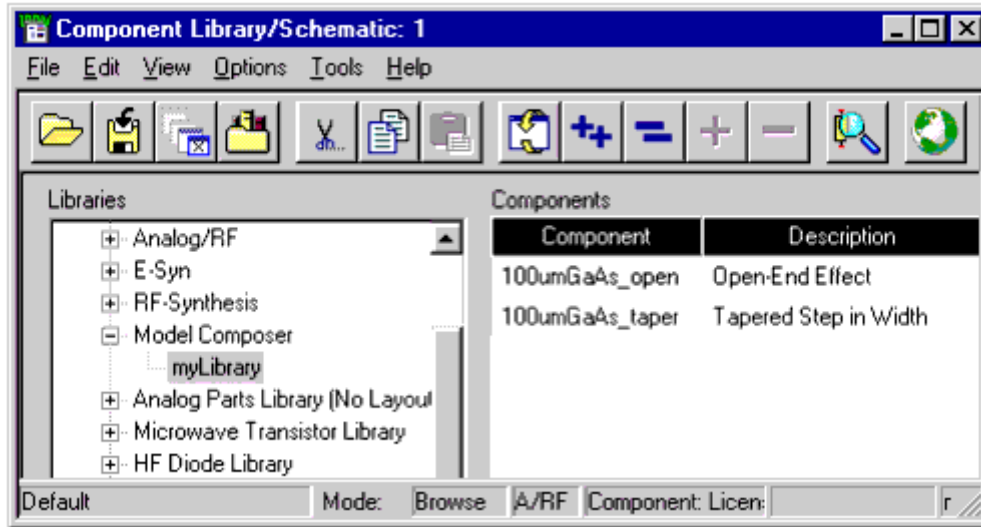 Component Library/Schematic: 1
File Edit View Options Tools Help
Libraries
Analog/RF
E-Syn
RF-Synthesis
Model Composer
myLibrary
Analog Parts Library (No Layout
Microwave Transistor Library
HF Diode Library
Components
Component Description
100umGaAs_open Open-End Effect
100umGaAs_taper Tapered Step in Width
Default Mode: Browse A/RF Component: Licen: r